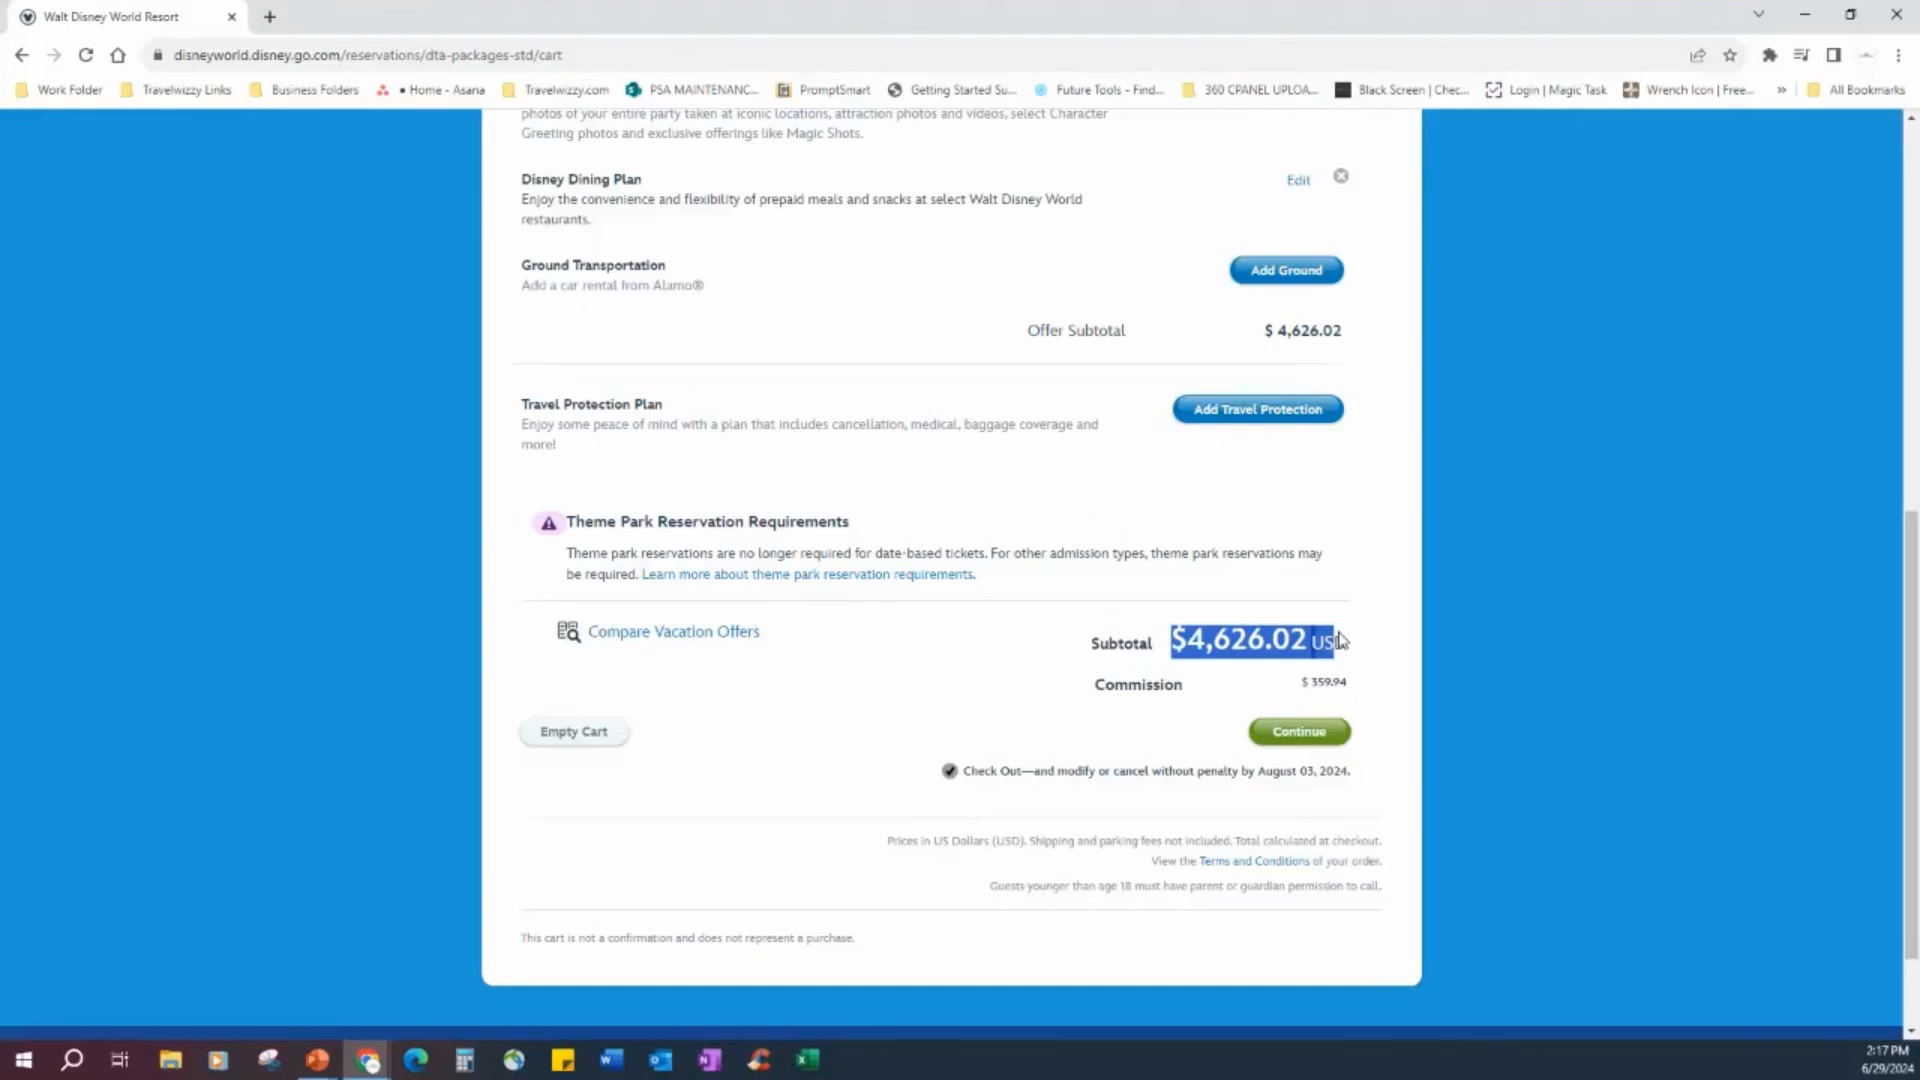 Walt Disney World Resort
disneyworld.disney.go.com/reservations/dta-packages-std/cart
Work Folder
Travelwizzy Links
Business Folders
• Home - Asana
Travelwizzy.com
PSA MAINTENANC...
PromptSmart
Getting Started Su...
Future Tools - Find...
360 CPANEL UPLOA...
Black Screen | Chec...
Login | Magic Task
Wrench Icon | Free...
»
All Bookmarks
photos of your entire party taken at iconic locations, attraction photos and videos, select Character
Greeting photos and exclusive offerings like Magic Shots.
Disney Dining Plan
Edit
Enjoy the convenience and flexibility of prepaid meals and snacks at select Walt Disney World
restaurants.
Ground Transportation
Add Ground
Add a car rental from Alamo®
Offer Subtotal $ 4,626.02
Travel Protection Plan
Add Travel Protection
Enjoy some peace of mind with a plan that includes cancellation, medical, baggage coverage and
more!
Theme Park Reservation Requirements
Theme park reservations are no longer required for date-based tickets. For other admission types, theme park reservations may
be required. Learn more about theme park reservation requirements.
Compare Vacation Offers
Subtotal $4,626.02 USD
Commission $ 359.94
Empty Cart
Continue
Check Out—and modify or cancel without penalty by August 03, 2024.
Prices in US Dollars (USD). Shipping and parking fees not included. Total calculated at checkout.
View the Terms and Conditions of your order.
Guests younger than age 18 must have parent or guardian permission to call.
This cart is not a confirmation and does not represent a purchase.
2:17 PM
6/29/2024